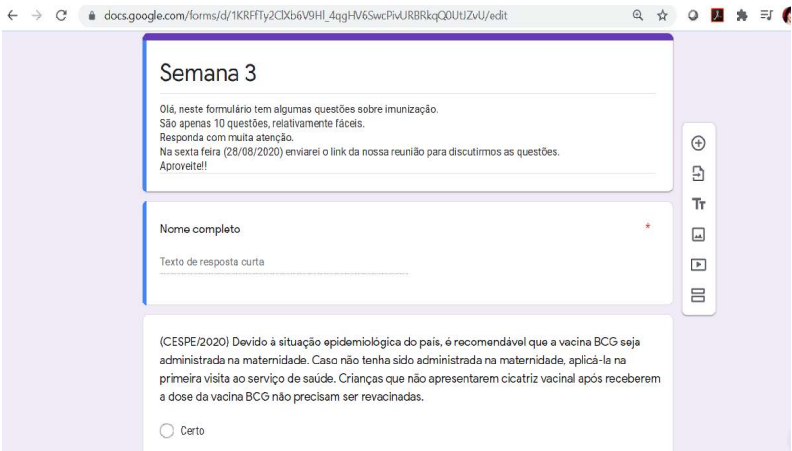 docs.google.com/forms/d/1KRFfTy2ClXb6V9Hl_4qgHV6SwcPivURBRkqQ0UtJZvU/edit
Semana 3
Olá, neste formulário tem algumas questões sobre imunização.
São apenas 10 questões, relativamente fáceis.
Responda com muita atenção.
Na sexta feira (28/08/2020) enviarei o link da nossa reunião para discutirmos as questões.
Aproveite!!
Nome completo *
Texto de resposta curta
(CESPE/2020) Devido à situação epidemiológica do país, é recomendável que a vacina BCG seja
administrada na maternidade. Caso não tenha sido administrada na maternidade, aplicá-la na
primeira visita ao serviço de saúde. Crianças que não apresentarem cicatriz vacinal após receberem
a dose da vacina BCG não precisam ser revacinadas.
Certo
Tт